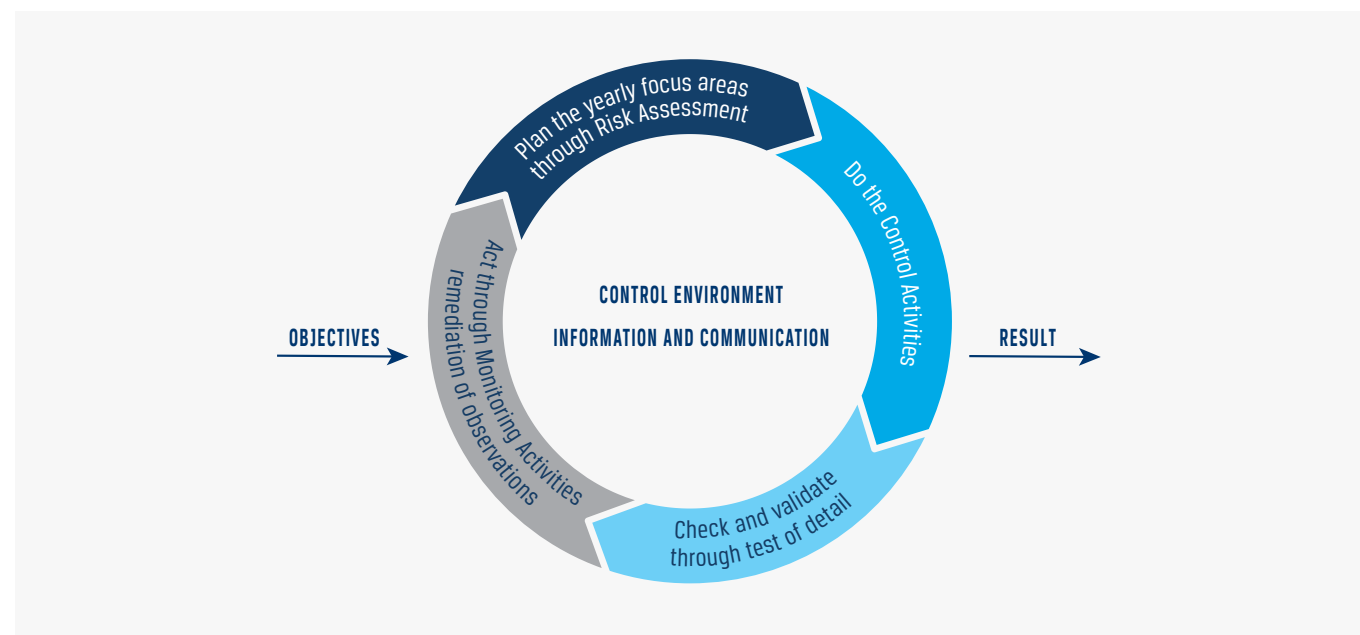 Plan the yearly focus areas
through Risk Assessment
Do the Control Activities
Check and validate
through test of detail
Act through Monitoring Activities
remediation of observations
CONTROL ENVIRONMENT
INFORMATION AND COMMUNICATION
OBJECTIVES
RESULT